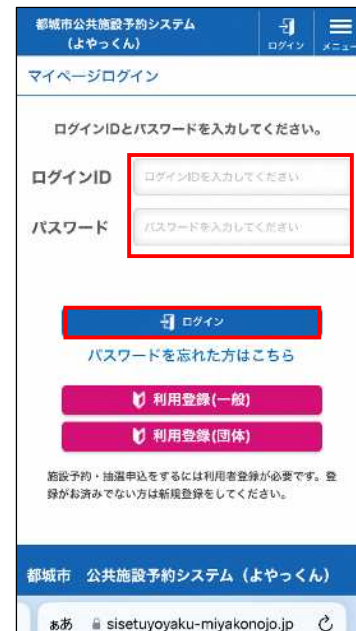 都城市公共施設予約システム
(よやっくん)
ログイン
メニュー
マイページログイン
ログインIDとパスワードを入力してください。
ログインID
ログインIDを入力してください
パスワード
パスワードを入力してください
ログイン
パスワードを忘れた方はこちら
利用登録(一般)
利用登録(団体)
施設予約・抽選申込をするには利用者登録が必要です。登
録がお済みでない方は新規登録をしてください。
都城市 公共施設予約システム(よやっくん)
ぁあ sisetuyoyaku-miyakonojo.jp